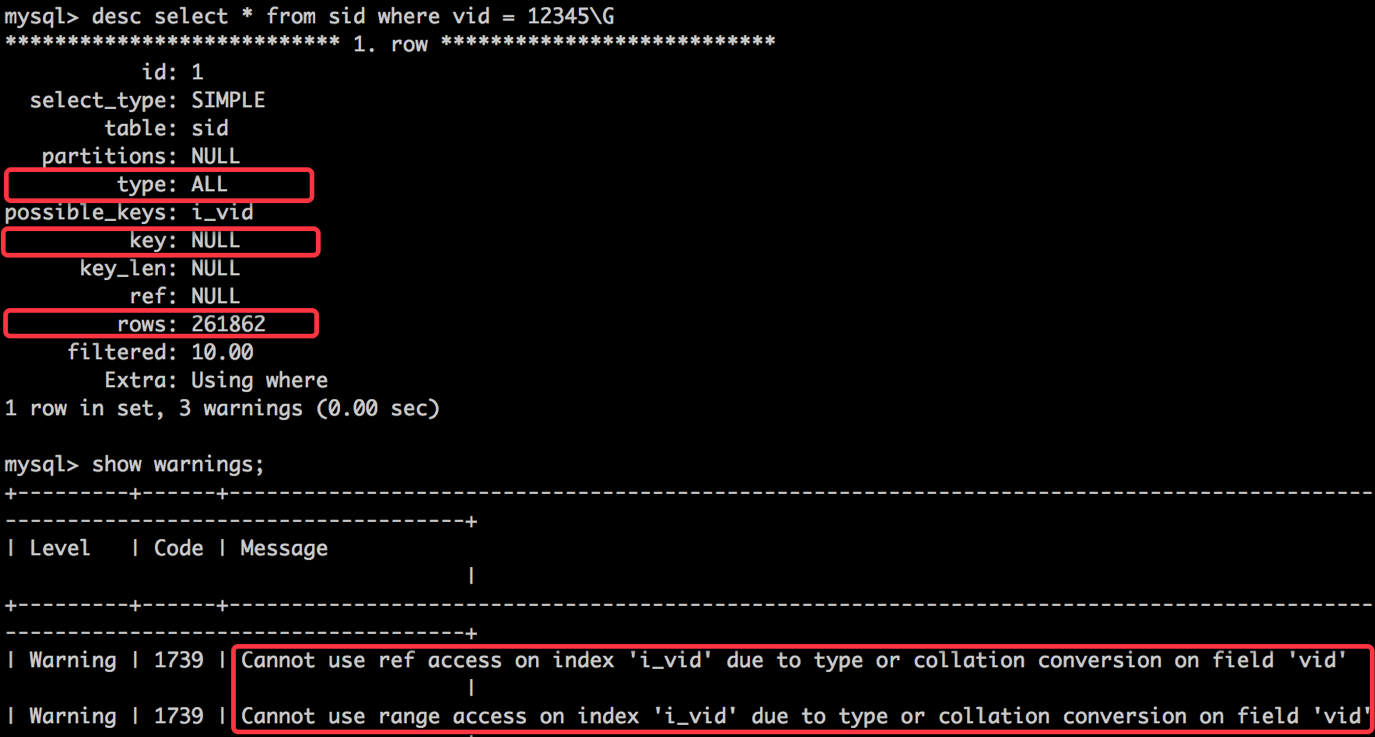 mysql> desc select * from sid where vid = 12345\G
*************************** 1. row ***************************
           id: 1
  select_type: SIMPLE
        table: sid
   partitions: NULL
         type: ALL
possible_keys: i_vid
          key: NULL
      key_len: NULL
          ref: NULL
         rows: 261862
     filtered: 10.00
        Extra: Using where
1 row in set, 3 warnings (0.00 sec)

mysql> show warnings;
+---------+------+--------------------------------------------------------------------------------------------
-------------------------------------+
| Level   | Code | Message
                                     |
+---------+------+--------------------------------------------------------------------------------------------
-------------------------------------+
| Warning | 1739 | Cannot use ref access on index 'i_vid' due to type or collation conversion on field 'vid'
                                     |
| Warning | 1739 | Cannot use range access on index 'i_vid' due to type or collation conversion on field 'vid'